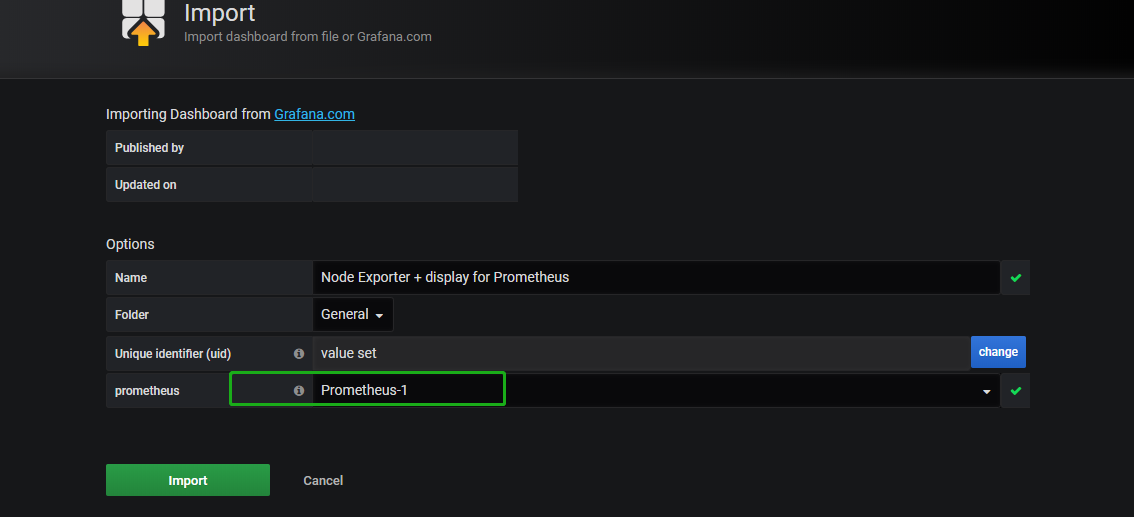 Import
Import dashboard from file or Grafana.com
Importing Dashboard from Grafana.com
Published by
Updated on
Options
Name Node Exporter + display for Prometheus
Folder General
Unique identifier (uid) value set change
prometheus Prometheus-1
Import Cancel